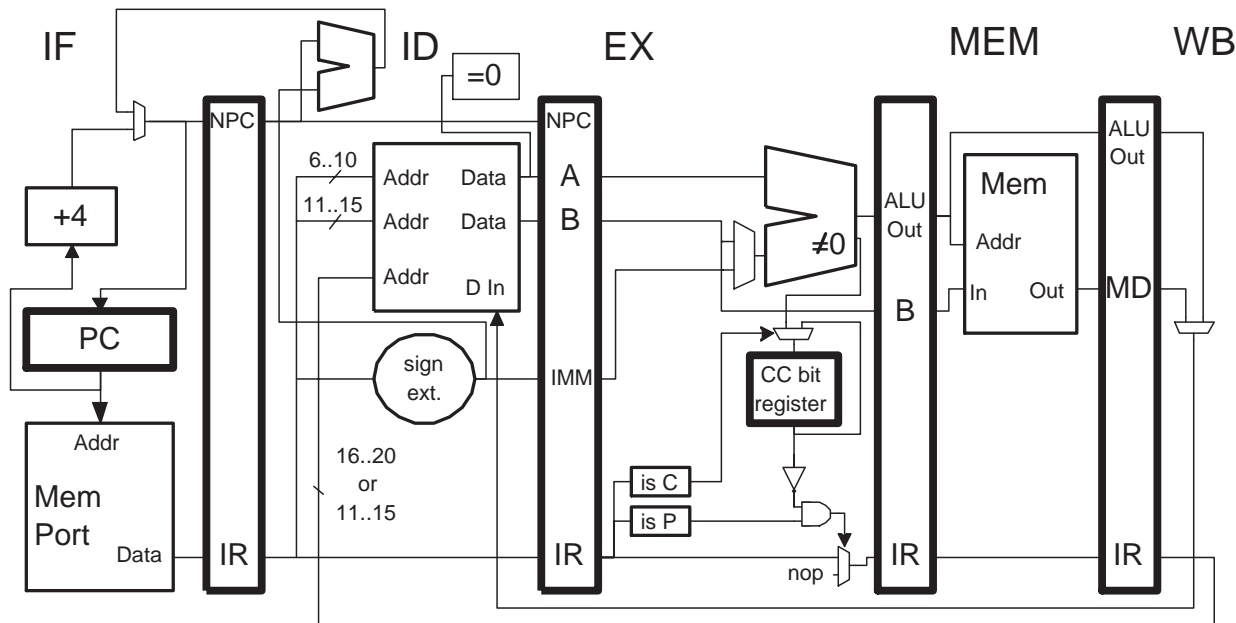 IF
ID
EX
MEM
WB
=0
NPC
NPC
+4
6..10
11..15
Addr
Data
Addr
Data
Addr
D In
A
B
ALU
Out
≠0
B
Mem
Addr
In
Out
ALU
Out
MD
PC
sign
ext.
IMM
CC bit
register
Addr
Mem
Port
Data
16..20
or
11..15
is C
is P
IR
IR
nop
IR
IR